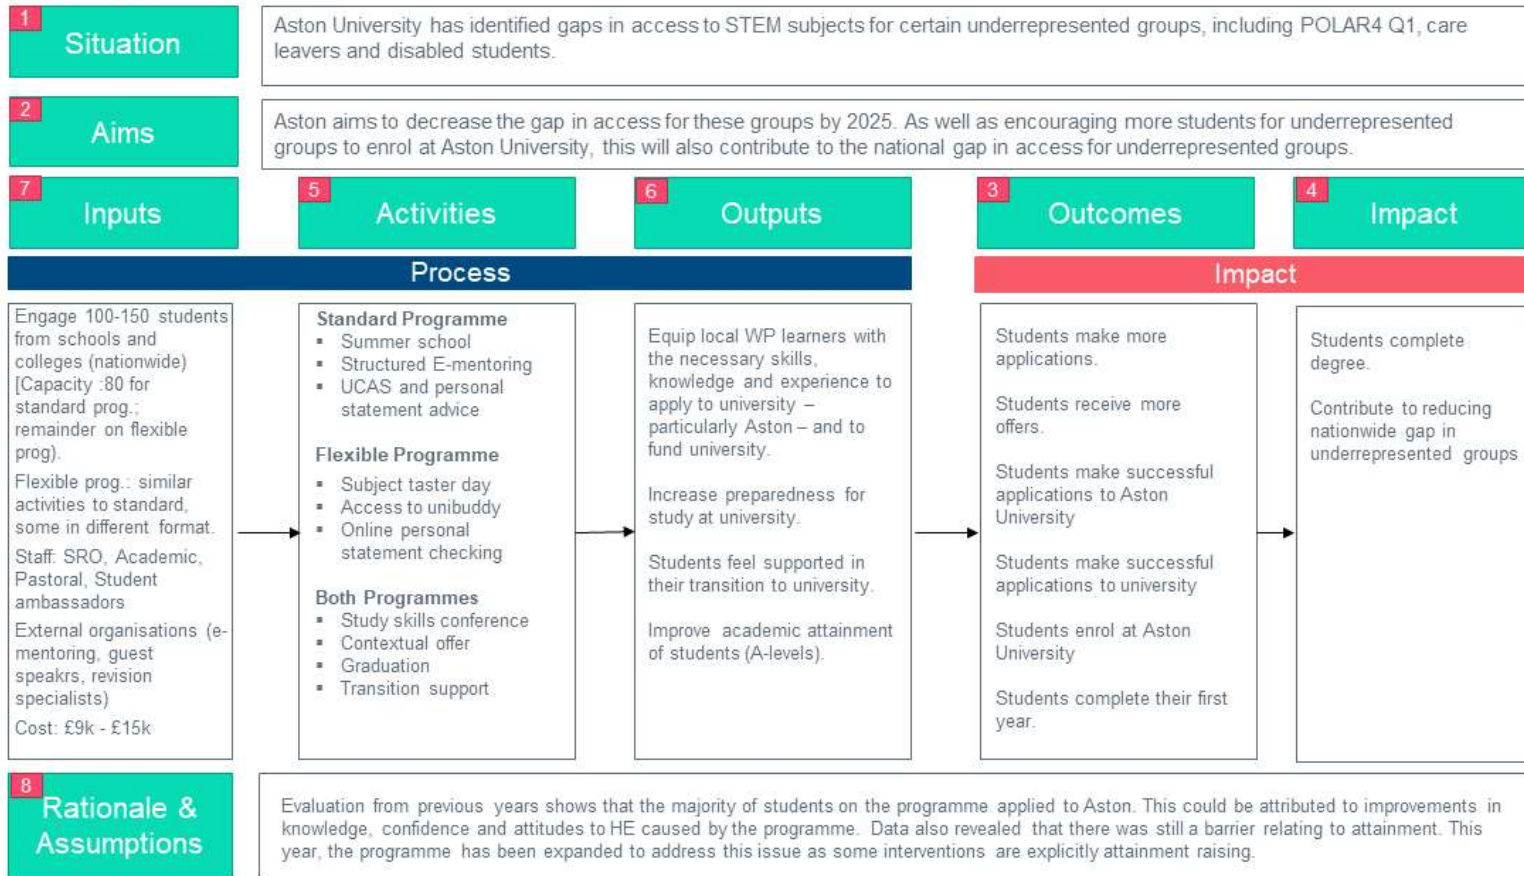 1
Situation
Aston University has identified gaps in access to STEM subjects for certain underrepresented groups, including POLAR4 Q1, care
leavers and disabled students.
2
Aims
Aston aims to decrease the gap in access for these groups by 2025. As well as encouraging more students for underrepresented
groups to enrol at Aston University, this will also contribute to the national gap in access for underrepresented groups.
7
Inputs
5
Activities
6
Outputs
3
Outcomes
4
Impact
Process
Impact
Engage 100-150 students
from schools and
colleges (nationwide)
[Capacity :80 for
standard prog.;
remainder on flexible
prog).
Flexible prog.: similar
activities to standard,
some in different format.
Staff: SRO, Academic,
Pastoral, Student
ambassadors
External organisations (e-
mentoring, guest
speakrs, revision
specialists)
Cost: £9k - £15k
Standard Programme
▪ Summer school
▪ Structured E-mentoring
▪ UCAS and personal
statement advice
Flexible Programme
▪ Subject taster day
▪ Access to unibuddy
▪ Online personal
statement checking
Both Programmes
▪ Study skills conference
▪ Contextual offer
▪ Graduation
▪ Transition support
Equip local WP learners with
the necessary skills,
knowledge and experience to
apply to university –
particularly Aston – and to
fund university.
Increase preparedness for
study at university.
Students feel supported in
their transition to university.
Improve academic attainment
of students (A-levels).
Students make more
applications.
Students receive more
offers.
Students make successful
applications to Aston
University
Students make successful
applications to university
Students enrol at Aston
University
Students complete their first
year.
Students complete
degree.
Contribute to reducing
nationwide gap in
underrepresented groups
8
Rationale &
Assumptions
Evaluation from previous years shows that the majority of students on the programme applied to Aston. This could be attributed to improvements in
knowledge, confidence and attitudes to HE caused by the programme. Data also revealed that there was still a barrier relating to attainment. This
year, the programme has been expanded to address this issue as some interventions are explicitly attainment raising.